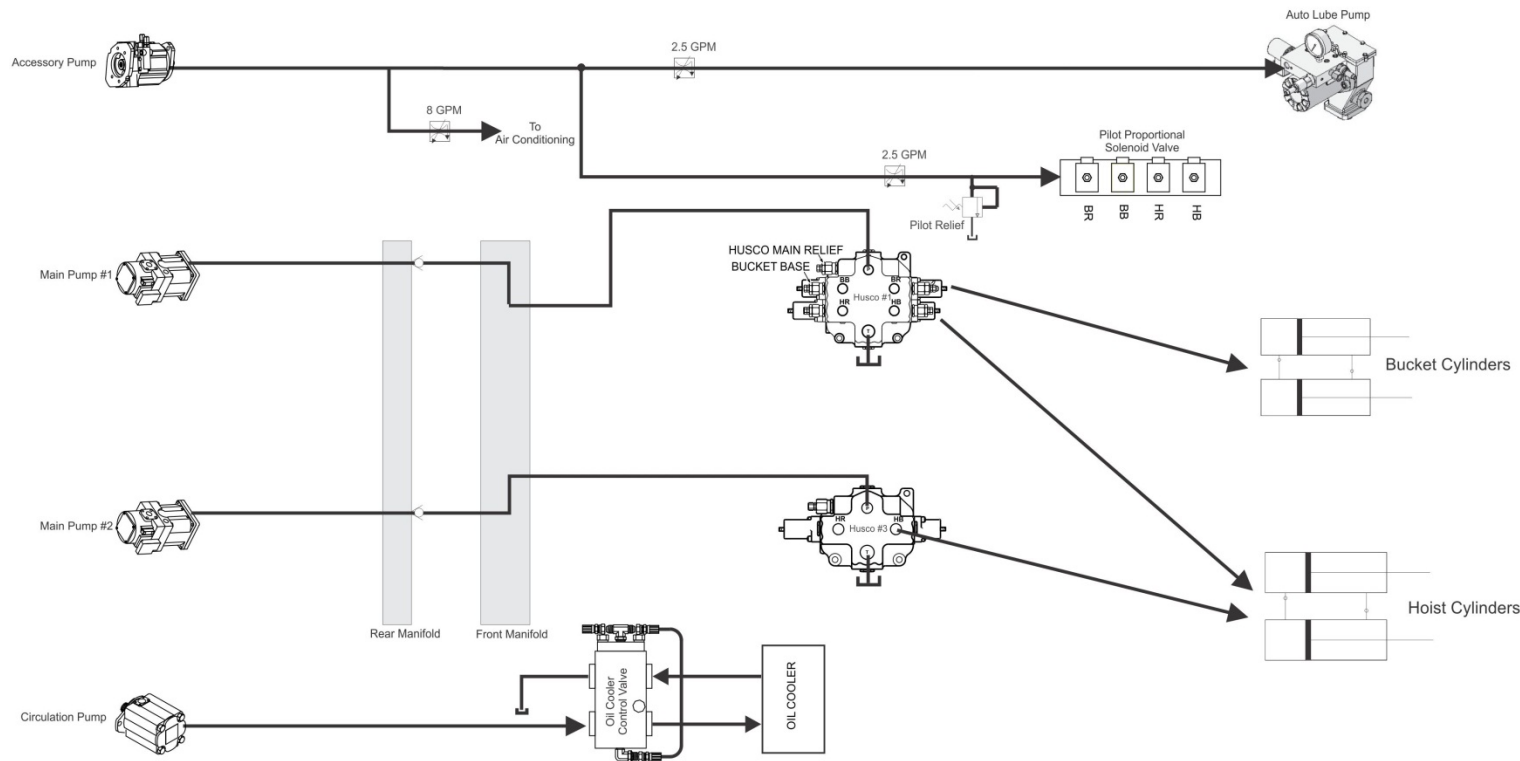 Auto Lube Pump
2.5 GPM
Accessory Pump
8 GPM
To
Air Conditioning
Pilot Proportional
Solenoid Valve
2.5 GPM
BR
BB
HR
HB
Pilot Relief
HUSCO MAIN RELIEF
BUCKET BASE
Main Pump #1
BB
BR
Husco #1
HR
HB
T
Bucket Cylinders
Main Pump #2
HR
HB
Husco #3
T
Hoist Cylinders
Rear Manifold
Front Manifold
Oil Cooler
Control Valve
OIL COOLER
Circulation Pump